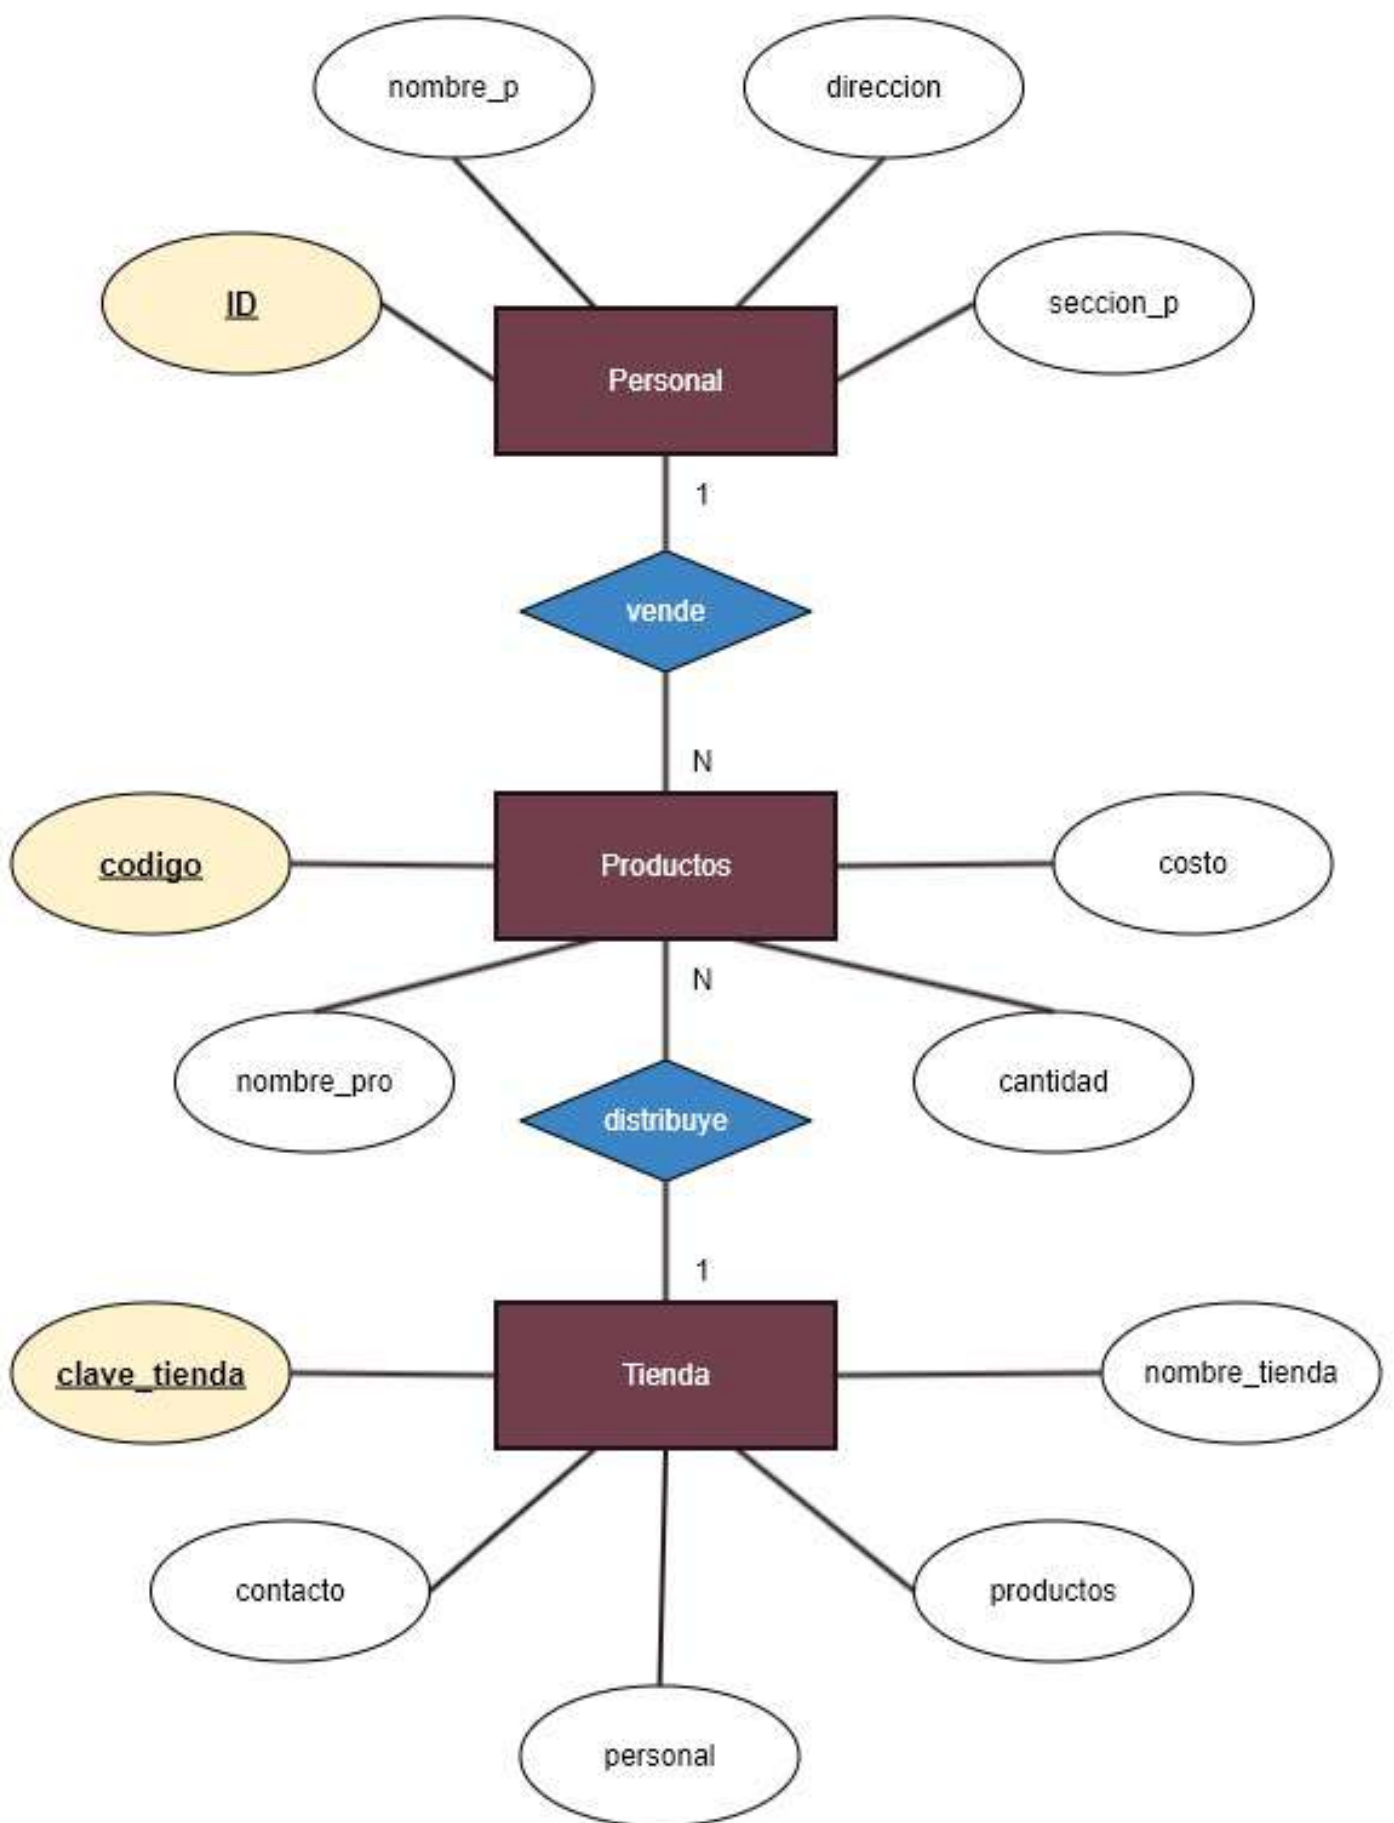 nombre_p
direccion
ID
seccion_p
Personal
1
vende
N
codigo
Productos
costo
N
nombre_pro
cantidad
distribuye
1
clave_tienda
Tienda
nombre_tienda
contacto
productos
personal